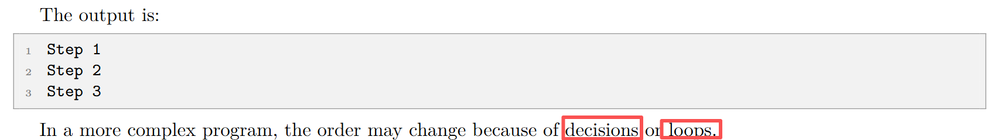 The output is:
1 Step 1
2 Step 2
3 Step 3
In a more complex program, the order may change because of decisions or loops.